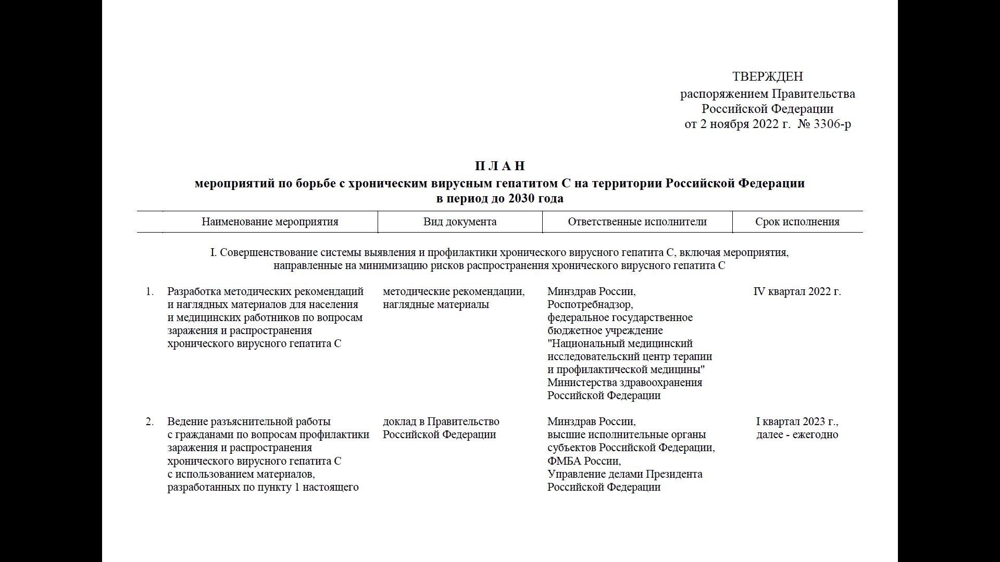 ТВЕРЖДЕН
распоряжением Правительства
Российской Федерации
от 2 ноября 2022 г. № 3306-р
П Л А Н
мероприятий по борьбе с хроническим вирусным гепатитом С на территории Российской Федерации
в период до 2030 года
Наименование мероприятия
Вид документа
Ответственные исполнители
Срок исполнения
I. Совершенствование системы выявления и профилактики хронического вирусного гепатита С, включая мероприятия,
направленные на минимизацию рисков распространения хронического вирусного гепатита С
1.
Разработка методических рекомендаций
и наглядных материалов для населения
и медицинских работников по вопросам
заражения и распространения
хронического вирусного гепатита С
методические рекомендации,
наглядные материалы
Минздрав России,
Роспотребнадзор,
федеральное государственное
бюджетное учреждение
"Национальный медицинский
исследовательский центр терапии
и профилактической медицины"
Министерства здравоохранения
Российской Федерации
IV квартал 2022 г.
2.
Ведение разъяснительной работы
с гражданами по вопросам профилактики
заражения и распространения
хронического вирусного гепатита С
с использованием материалов,
разработанных по пункту 1 настоящего
доклад в Правительство
Российской Федерации
Минздрав России,
высшие исполнительные органы
субъектов Российской Федерации,
ФМБА России,
Управление делами Президента
Российской Федерации
I квартал 2023 г.,
далее - ежегодно